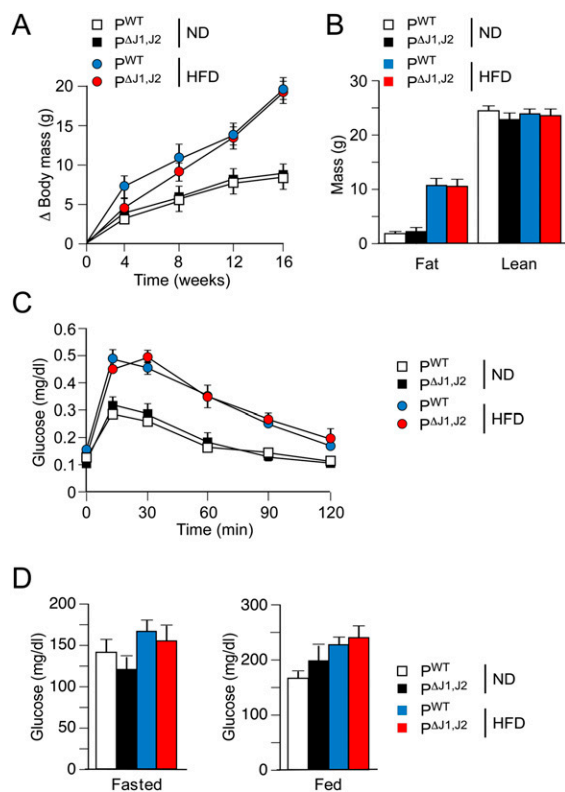 A
P^WT
P^ΔJ1,J2
ND
P^WT
P^ΔJ1,J2
HFD
Δ Body mass (g)
20
15
10
5
0
0 4 8 12 16
Time (weeks)
B
P^WT
P^ΔJ1,J2
ND
P^WT
P^ΔJ1,J2
HFD
Mass (g)
30
20
10
0
Fat Lean
C
Glucose (mg/dl)
0.6
0.5
0.4
0.3
0.2
0.1
0
0 30 60 90 120
Time (min)
P^WT
P^ΔJ1,J2
ND
P^WT
P^ΔJ1,J2
HFD
D
Glucose (mg/dl)
200
150
100
50
0
Fasted
Glucose (mg/dl)
300
200
100
0
Fed
P^WT
P^ΔJ1,J2
ND
P^WT
P^ΔJ1,J2
HFD